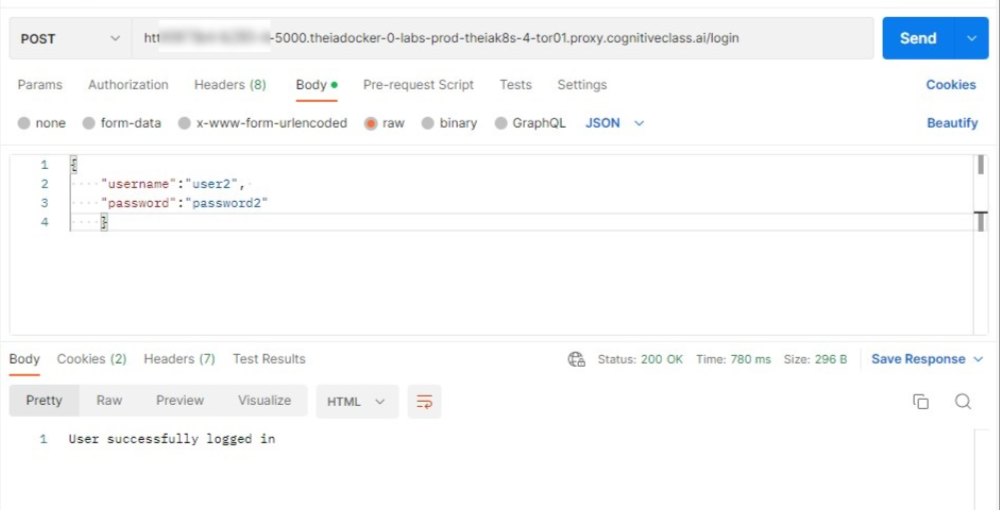 POST htt -5000.theiadocker-0-labs-prod-theiak8s-4-tor01.proxy.cognitiveclass.ai/login Send
Params Authorization Headers (8) Body Pre-request Script Tests Settings Cookies
none form-data x-www-form-urlencoded raw binary GraphQL JSON Beautify
1 {
2 "username":"user2",
3 "password":"password2"
4 }
Body Cookies (2) Headers (7) Test Results Status: 200 OK Time: 780 ms Size: 296 B Save Response
Pretty Raw Preview Visualize HTML
1 User successfully logged in